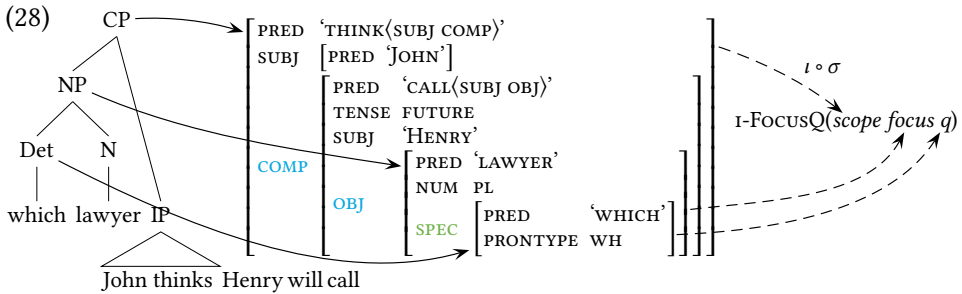 (28)
CP
PRED ‘THINK⟨SUBJ COMP⟩’
SUBJ [PRED ‘JOHN’]
ι ∘ σ
NP
PRED ‘CALL⟨SUBJ OBJ⟩’
TENSE FUTURE
SUBJ ‘HENRY’
I-FOCUSQ(scope focus q)
Det N
COMP
PRED ‘LAWYER’
NUM PL
OBJ
which lawyer IP
SPEC
PRED ‘WHICH’
PRONTYPE WH
John thinks Henry will call